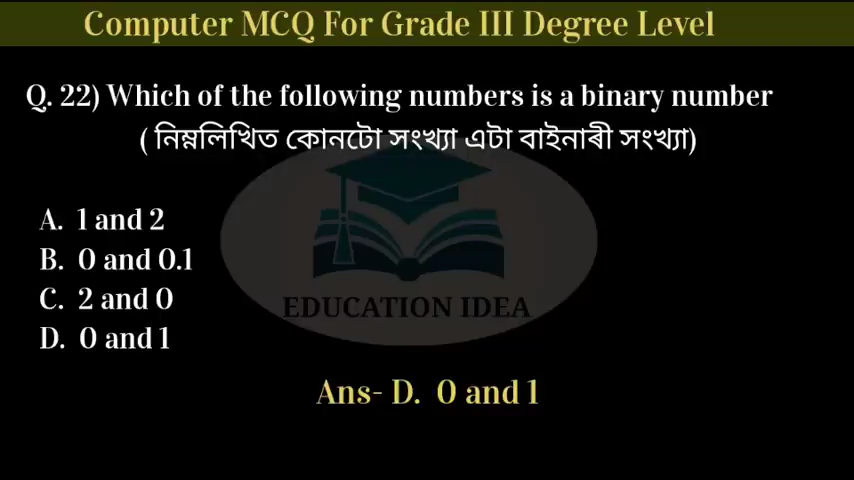 Computer MCQ For Grade III Degree Level
Q. 22) Which of the following numbers is a binary number
( নিম্নলিখিত কোনটো সংখ্যা এটা বাইনাৰী সংখ্যা)
A. 1 and 2
B. 0 and 0.1
C. 2 and 0
D. 0 and 1
EDUCATION IDEA
Ans- D. 0 and 1